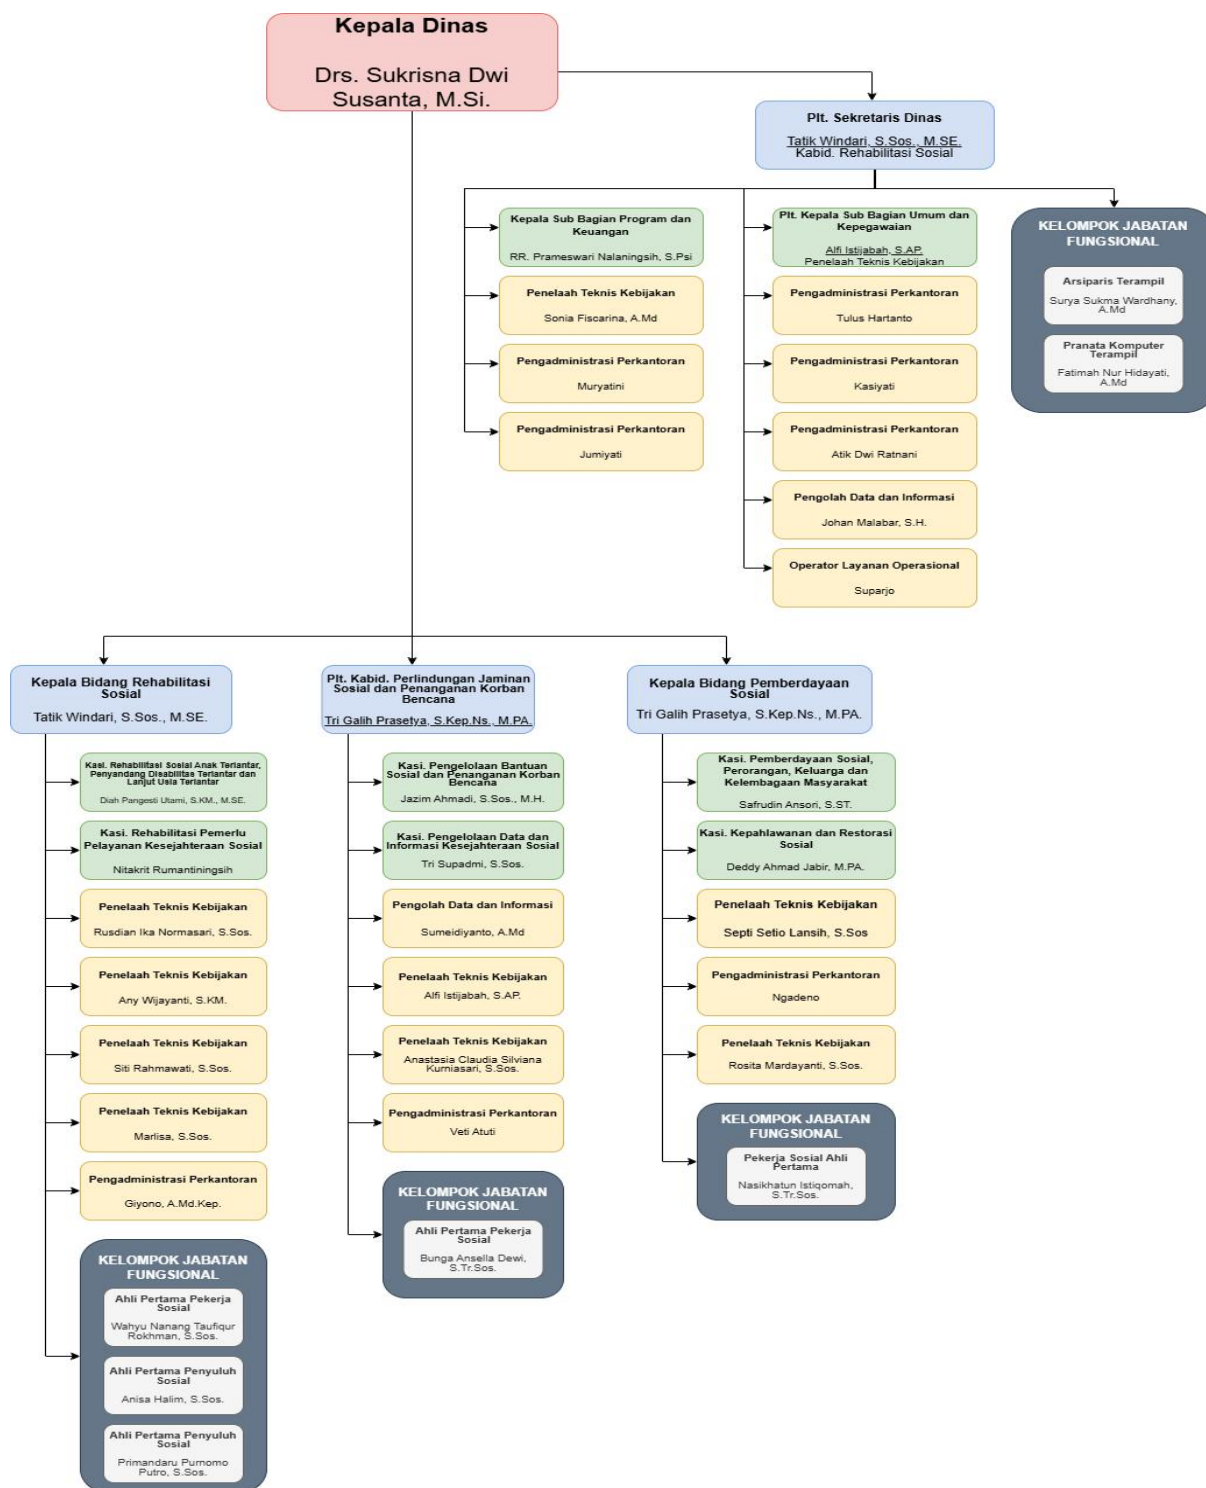 Kepala Dinas
Drs. Sukrisna Dwi
Susanta, M.Si.
Plt. Sekretaris Dinas
Tatik Windari, S.Sos., M.SE.
Kabid. Rehabilitasi Sosial
Kepala Sub Bagian Program dan
Keuangan
RR. Prameswari Nalaningsih, S.Psi
Penelaah Teknis Kebijakan
Sonia Fiscarina, A.Md
Pengadministrasi Perkantoran
Muryatini
Pengadministrasi Perkantoran
Jumiyati
Plt. Kepala Sub Bagian Umum dan
Kepegawaian
Alfi Istijabah, S.AP.
Penelaah Teknis Kebijakan
Pengadministrasi Perkantoran
Tulus Hartanto
Pengadministrasi Perkantoran
Kasiyati
Pengadministrasi Perkantoran
Atik Dwi Ratnani
Pengolah Data dan Informasi
Johan Malabar, S.H.
Operator Layanan Operasional
Suparjo
KELOMPOK JABATAN
FUNGSIONAL
Arsiparis Terampil
Surya Sukma Wardhany,
A.Md
Pranata Komputer
Terampil
Fatimah Nur Hidayati,
A.Md
Kepala Bidang Rehabilitasi
Sosial
Tatik Windari, S.Sos., M.SE.
Kasi. Rehabilitasi Sosial Anak Terlantar,
Penyandang Disabilitas Terlantar dan
Lanjut Usia Terlantar
Diah Pangesti Utami, S.KM., M.SE.
Kasi. Rehabilitasi Pemerlu
Pelayanan Kesejahteraan Sosial
Nitakrit Rumantiningsih
Penelaah Teknis Kebijakan
Rusdian Ika Normasari, S.Sos.
Penelaah Teknis Kebijakan
Any Wijayanti, S.KM.
Penelaah Teknis Kebijakan
Siti Rahmawati, S.Sos.
Penelaah Teknis Kebijakan
Marlisa, S.Sos.
Pengadministrasi Perkantoran
Giyono, A.Md.Kep.
KELOMPOK JABATAN
FUNGSIONAL
Ahli Pertama Pekerja
Sosial
Wahyu Nanang Taufiqur
Rokhman, S.Sos.
Ahli Pertama Penyuluh
Sosial
Anisa Halim, S.Sos.
Ahli Pertama Penyuluh
Sosial
Primandaru Purnomo
Putro, S.Sos.
Plt. Kabid. Perlindungan Jaminan
Sosial dan Penanganan Korban
Bencana
Tri Galih Prasetya, S.Kep.Ns., M.PA.
Kasi. Pengelolaan Bantuan
Sosial dan Penanganan Korban
Bencana
Jazim Ahmadi, S.Sos., M.H.
Kasi. Pengelolaan Data dan
Informasi Kesejahteraan Sosial
Tri Supadmi, S.Sos.
Pengolah Data dan Informasi
Sumeidiyanto, A.Md
Penelaah Teknis Kebijakan
Alfi Istijabah, S.AP.
Penelaah Teknis Kebijakan
Anastasia Claudia Silviana
Kurniasari, S.Sos.
Pengadministrasi Perkantoran
Veti Atuti
KELOMPOK JABATAN
FUNGSIONAL
Ahli Pertama Pekerja
Sosial
Bunga Ansella Dewi,
S.Tr.Sos.
Kepala Bidang Pemberdayaan
Sosial
Tri Galih Prasetya, S.Kep.Ns., M.PA.
Kasi. Pemberdayaan Sosial,
Perorangan, Keluarga dan
Kelembagaan Masyarakat
Safrudin Ansori, S.ST.
Kasi. Kepahlawanan dan Restorasi
Sosial
Deddy Ahmad Jabir, M.PA.
Penelaah Teknis Kebijakan
Septi Setio Lansih, S.Sos
Pengadministrasi Perkantoran
Ngadeno
Penelaah Teknis Kebijakan
Rosita Mardayanti, S.Sos.
KELOMPOK JABATAN
FUNGSIONAL
Pekerja Sosial Ahli
Pertama
Nasikhatun Istiqomah,
S.Tr.Sos.